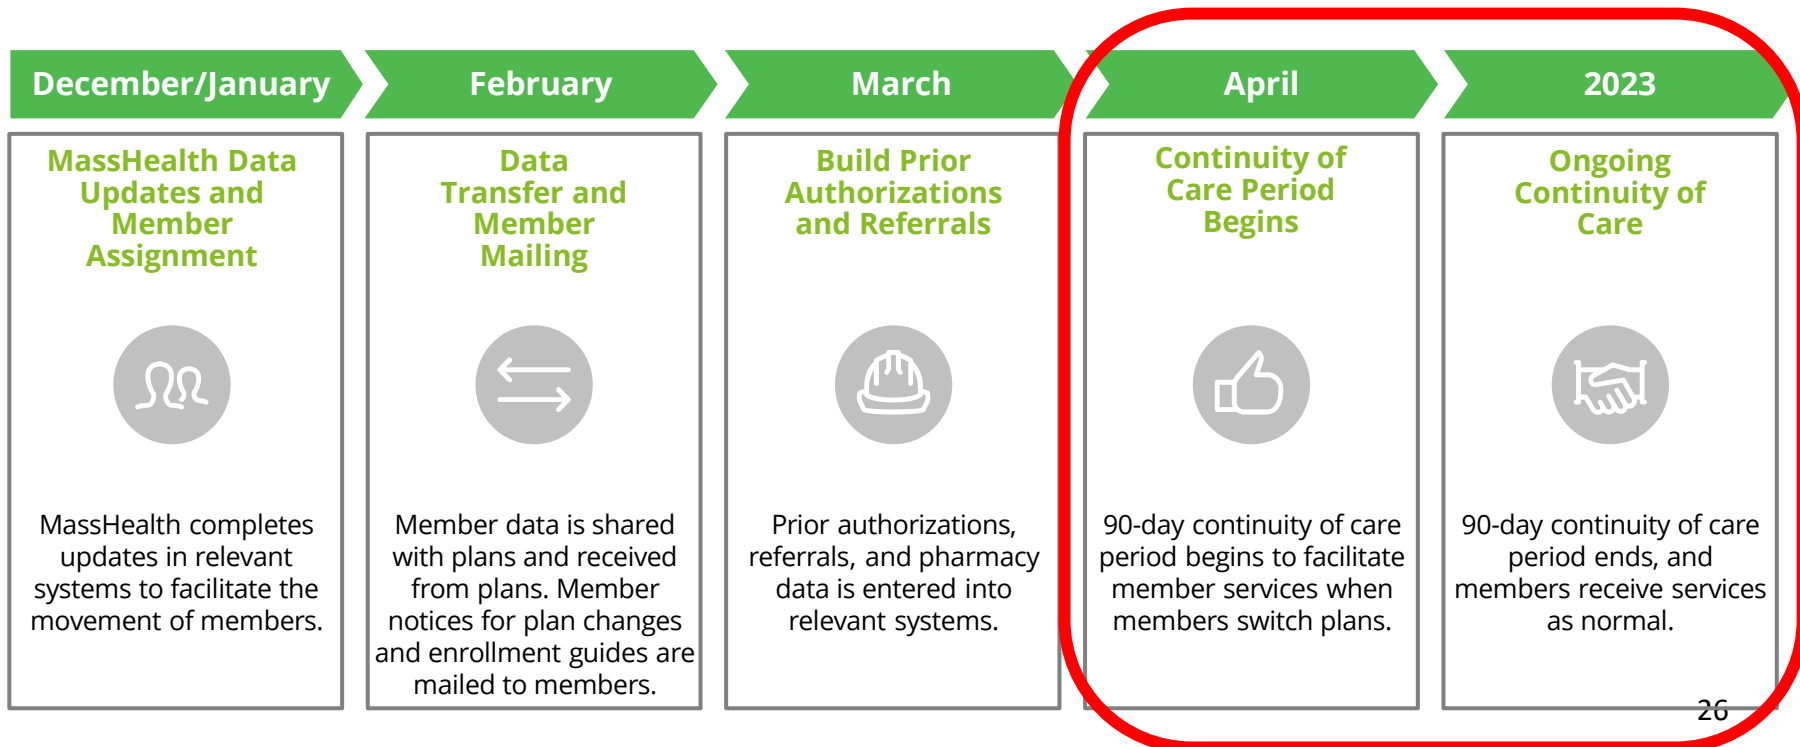 December/January
February
March
April
2023
MassHealth Data
Updates and
Member
Assignment
MassHealth completes
updates in relevant
systems to facilitate the
movement of members.
Data
Transfer and
Member
Mailing
Member data is shared
with plans and received
from plans. Member
notices for plan changes
and enrollment guides are
mailed to members.
Build Prior
Authorizations
and Referrals
Prior authorizations,
referrals, and pharmacy
data is entered into
relevant systems.
Continuity of
Care Period
Begins
90-day continuity of care
period begins to facilitate
member services when
members switch plans.
Ongoing
Continuity of
Care
90-day continuity of care
period ends, and
members receive services
as normal.
26